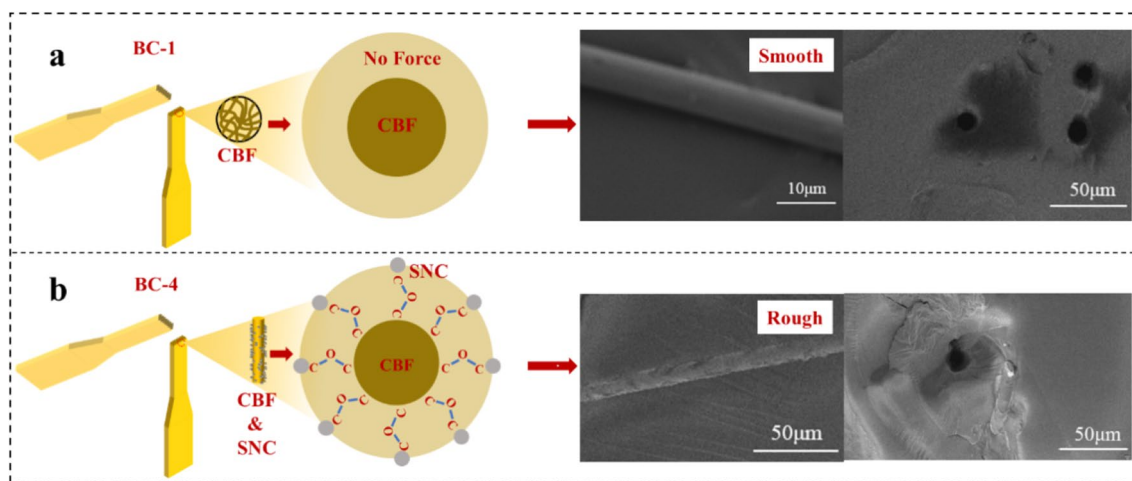 a
BC-1
CBF
No Force
CBF
Smooth
10μm
50μm
b
BC-4
CBF
&
SNC
SNC
C O C
C O C
C O C
C O C
C O C
C O C
C O C
C O C
CBF
Rough
50μm
50μm